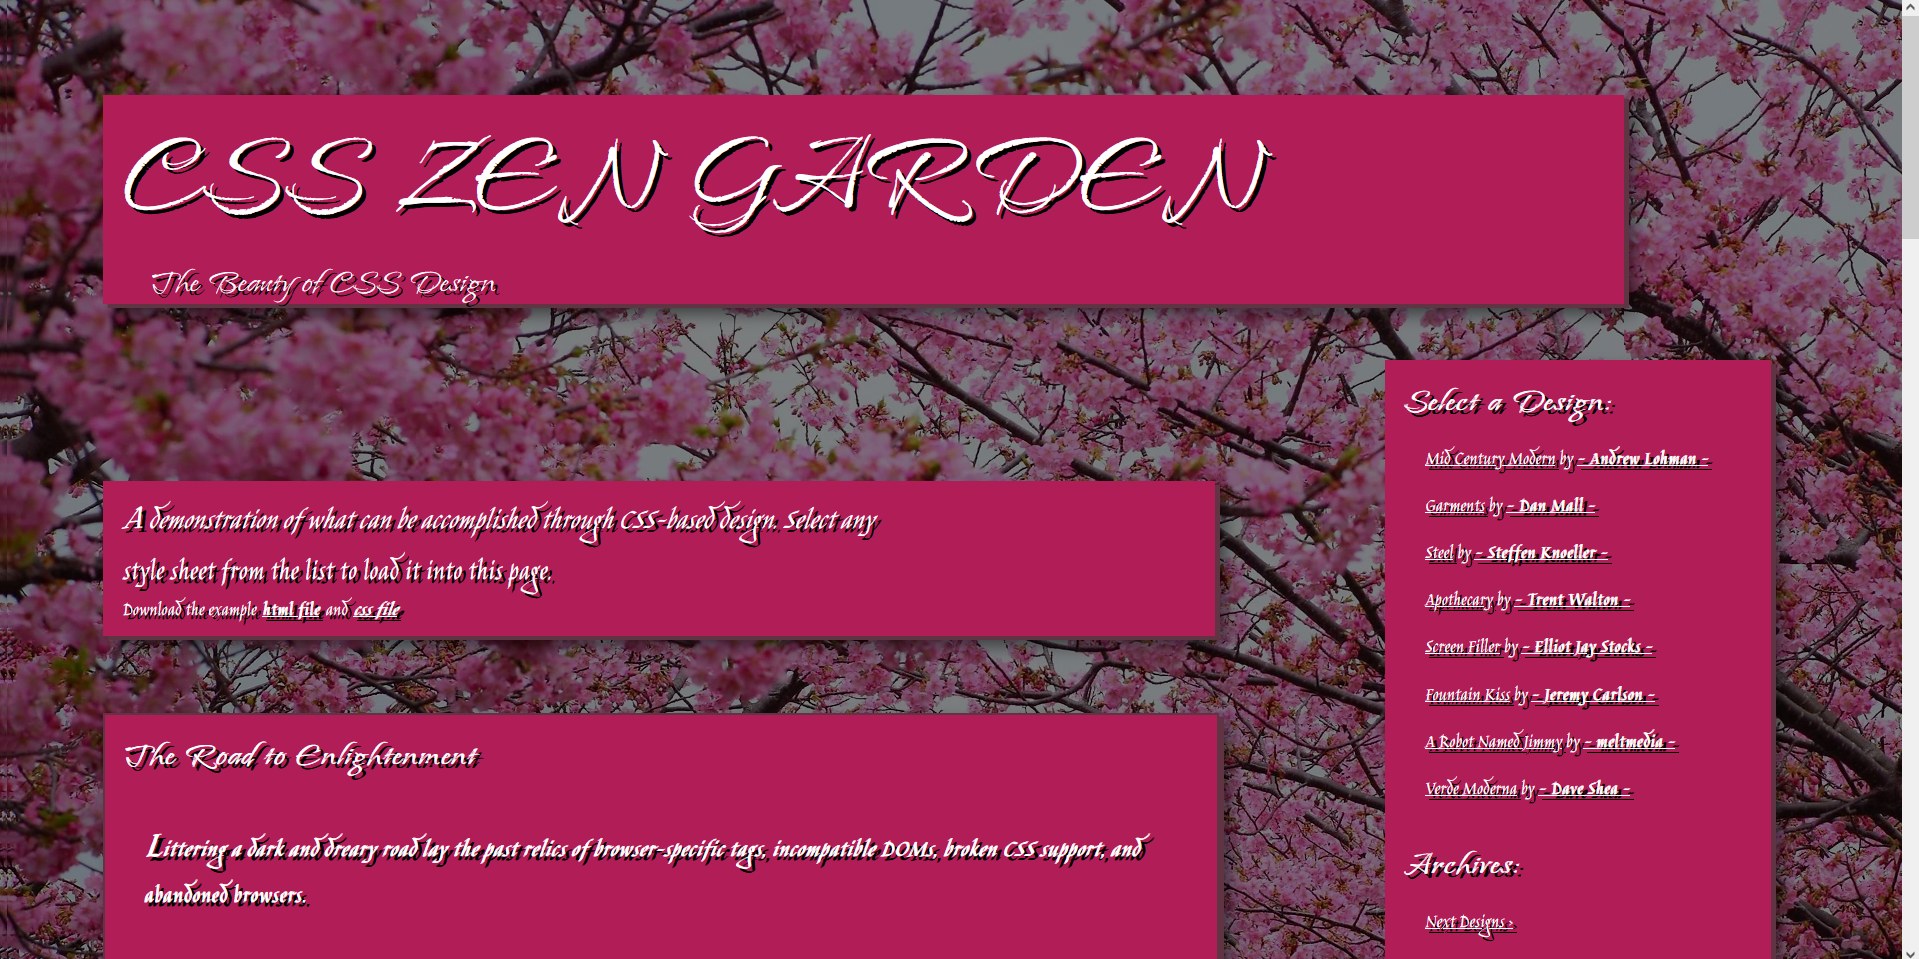 CSS ZEN GARDEN
The Beauty of CSS Design
A demonstration of what can be accomplished through CSS-based design. Select any
style sheet from the list to load it into this page.
Download the example html file and css file
The Road to Enlightenment
Littering a dark and dreary road lay the past relics of browser-specific tags, incompatible DOMs, broken CSS support, and
abandoned browsers.
Select a Design:
Mid Century Modern by - Andrew Lohman -
Garments by - Dan Mall -
Steel by - Steffen Knoeller -
Apothecary by - Trent Walton -
Screen Filler by - Elliot Jay Stocks -
Fountain Kiss by - Jeremy Carlson -
A Robot Named Jimmy by - meltmedia -
Verde Moderna by - Dave Shea -
Archives:
Next Designs ›